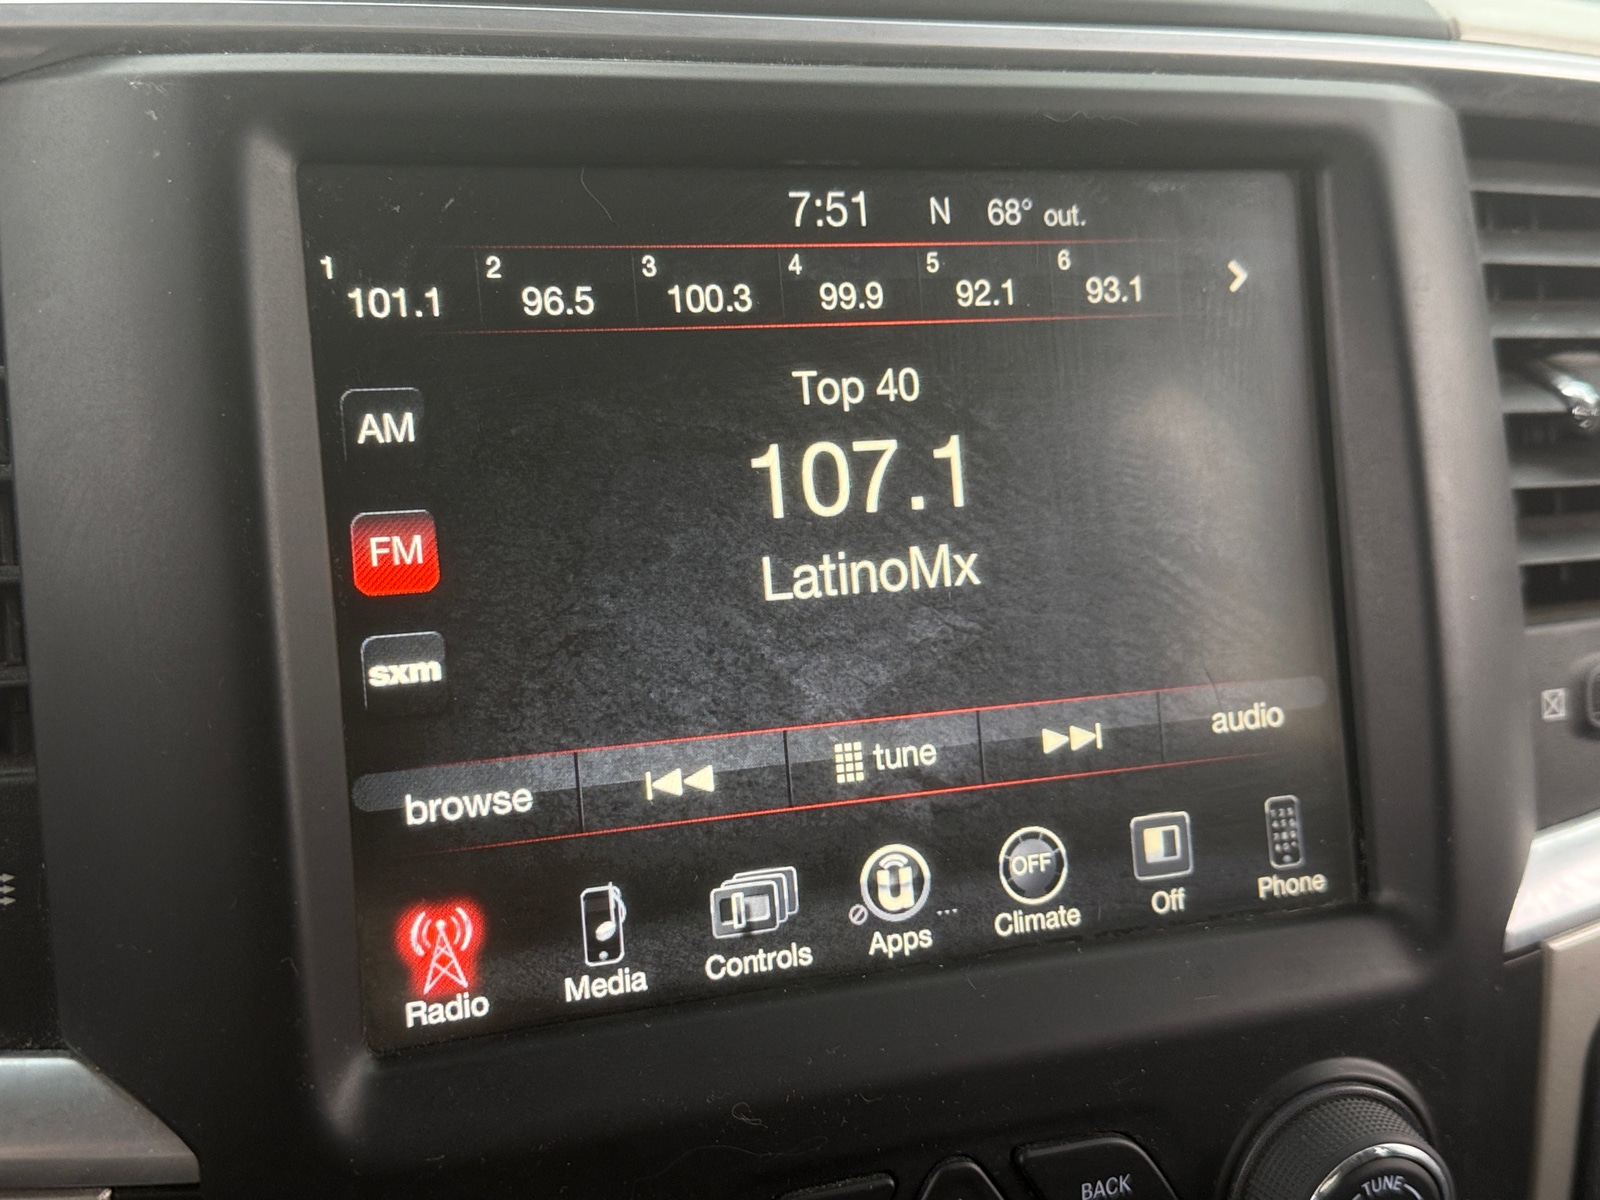 7:51 N 68° out.
1 2 3 4 5 6
101.1 96.5 100.3 99.9 92.1 93.1
Top 40
AM
107.1
FM
LatinoMx
sxm
browse tune audio
OFF
Radio Media Controls Apps Climate Off Phone
BACK
TUNE